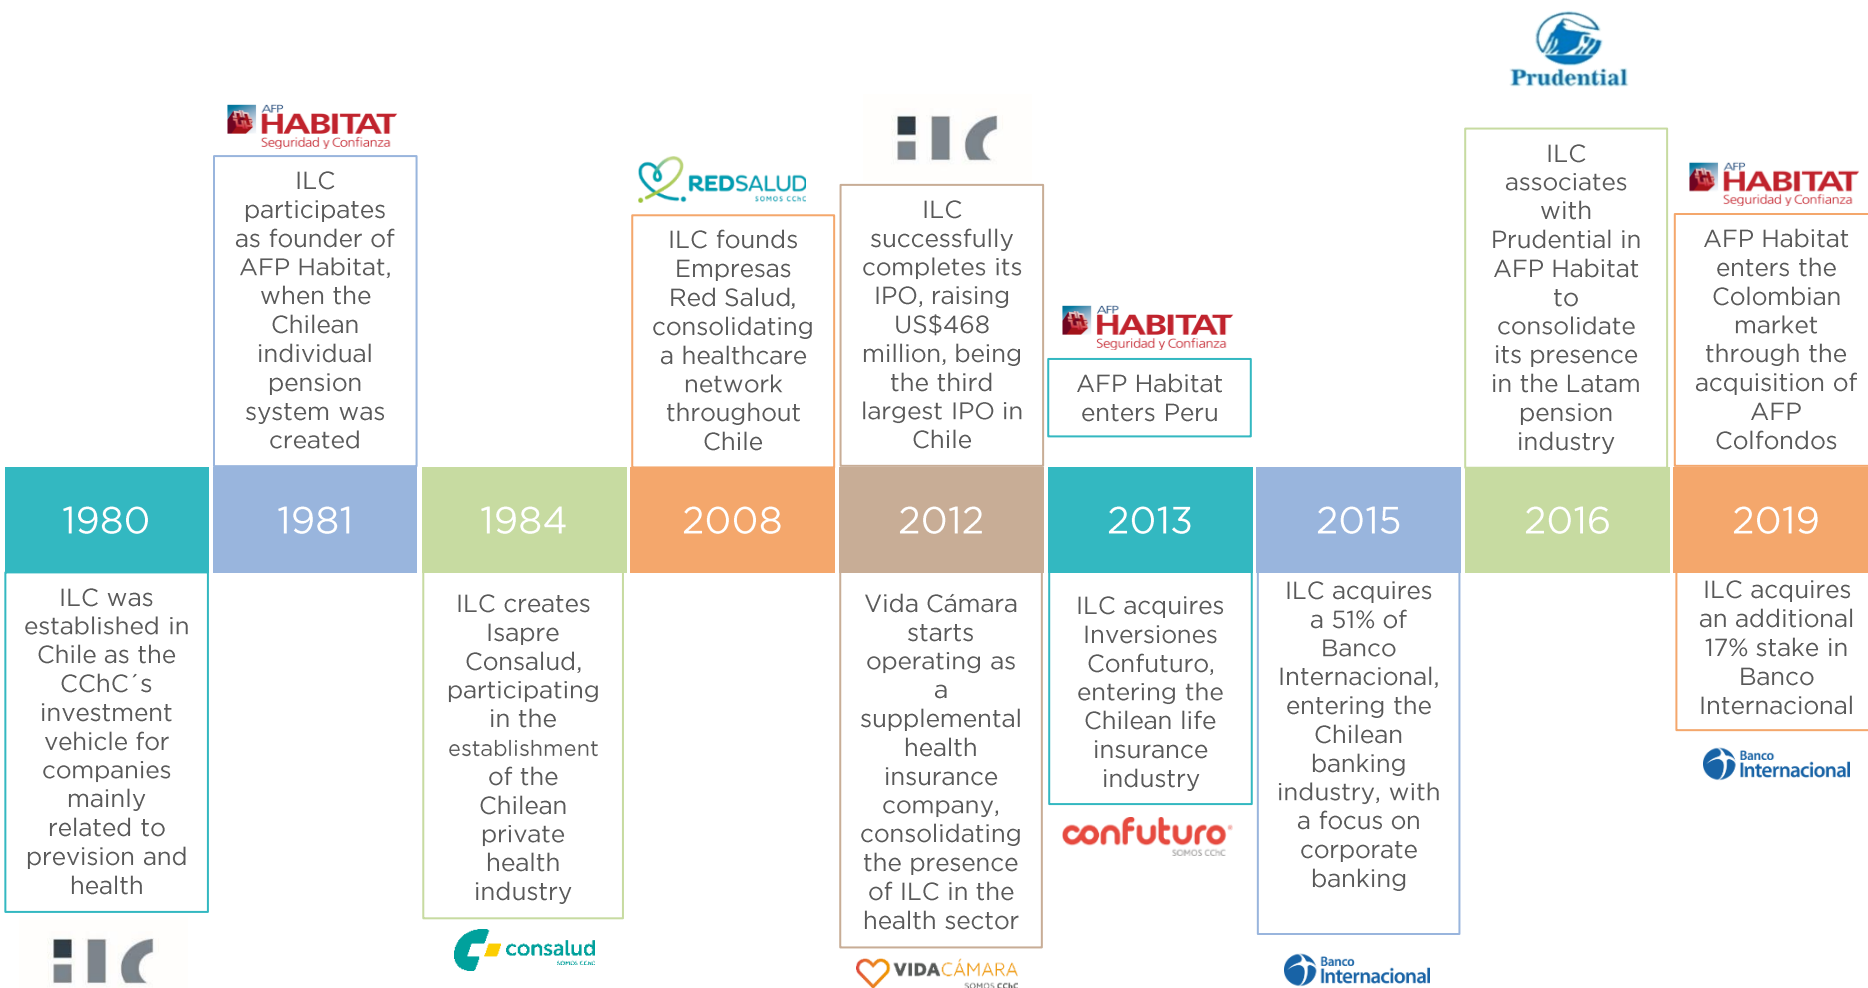 Prudential
AFP
HABITAT
Seguridad y Confianza
ILC
participates
as founder of
AFP Habitat,
when the
Chilean
individual
pension
system was
created
REDSALUD
SOMOS CChC
ILC founds
Empresas
Red Salud,
consolidating
a healthcare
network
throughout
Chile
ILC
ILC
successfully
completes its
IPO, raising
US$468
million, being
the third
largest IPO in
Chile
AFP
HABITAT
Seguridad y Confianza
AFP Habitat
enters Peru
ILC
associates
with
Prudential in
AFP Habitat
to
consolidate
its presence
in the Latam
pension
industry
AFP
HABITAT
Seguridad y Confianza
AFP Habitat
enters the
Colombian
market
through the
acquisition of
AFP
Colfondos
1980
1981
1984
2008
2012
2013
2015
2016
2019
ILC was
established in
Chile as the
CChC´s
investment
vehicle for
companies
mainly
related to
prevision and
health
ILC
ILC creates
Isapre
Consalud,
participating
in the
establishment
of the
Chilean
private
health
industry
consalud
SOMOS CChC
Vida Cámara
starts
operating as
a
supplemental
health
insurance
company,
consolidating
the presence
of ILC in the
health sector
VIDACÁMARA
SOMOS CChC
ILC acquires
Inversiones
Confuturo,
entering the
Chilean life
insurance
industry
confuturo
SOMOS CChC
ILC acquires
a 51% of
Banco
Internacional,
entering the
Chilean
banking
industry, with
a focus on
corporate
banking
Banco
Internacional
ILC acquires
an additional
17% stake in
Banco
Internacional
Banco
Internacional